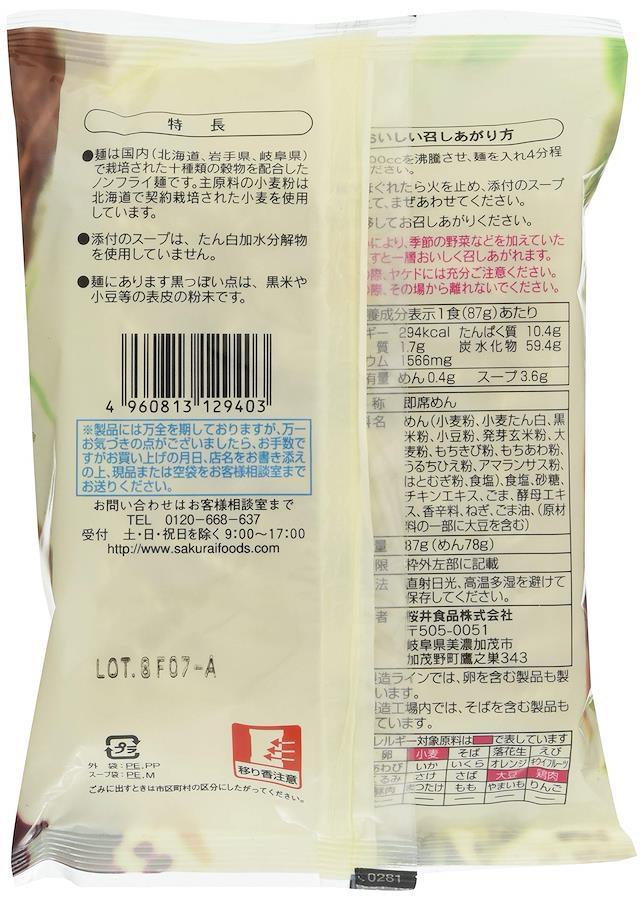 特長
●麺は国内(北海道、岩手県、岐阜県)
で栽培された十種類の穀物を配合した
ノンフライ麺です。主原料の小麦粉は
北海道で契約栽培された小麦を使用
しています。
●添付のスープは、たん白加水分解物
を使用していません。
●麺にあります黒っぽい点は、黒米や
小豆等の表皮の粉末です。
4 960813 129403
※製品には万全を期しておりますが、万一
お気づきの点がございましたら、お手数で
すがお買い上げの月日、店名をお書き添え
の上、現品または空袋をお客様相談室まで
お送りください。
お問い合わせはお客様相談室まで
TEL 0120-668-637
受付 土・日・祝日を除く9:00~17:00
http://www.sakuraifoods.com
LOT.8F07-A
プラ
外 袋:PE,PP
スープ袋:PE,M
ごみに出すときは市区町村の区分にしたがってください。
移り香注意
おいしい召しあがり方
00ccを沸騰させ、麺を入れ4分程
ださい。
ほぐれたら火を止め、添付のスープ
て、まぜあわせてください。
移してお召しあがりください。
により、季節の野菜などを加えていた
すと一層おいしく召しあがれます。
際、ヤケドには充分ご注意ください。
際、その場から離れないでください。
養成分表示1食(87g)あたり
ギー 294kcal たんぱく質 10.4g
質 1.7g 炭水化物 59.4g
ウム 1566mg
有量 めん0.4g スープ3.6g
称 即席めん
料名 めん(小麦粉、小麦たん白、黒
米粉、小豆粉、発芽玄米粉、大
麦粉、もちきび粉、もちあわ粉、
うるちひえ粉、アマランサス粉、
はとむぎ粉、食塩)、食塩、砂糖、
チキンエキス、ごま、酵母エキ
ス、香辛料、ねぎ、ごま油、(原材
料の一部に大豆を含む)
量 87g(めん78g)
限 枠外左部に記載
法 直射日光、高温多湿を避けて
保存してください。
者 桜井食品株式会社
〒505-0051
岐阜県美濃加茂市
加茂野町鷹之巣343
造ラインでは、卵を含む製品も製
います。
造工場内では、そばを含む製品も
ています。
レルギー対象原料は■で表しています
卵 小麦 そば 落花生 えび
あわび いか いくら オレンジ キウイフルーツ
くるみ さけ さば 大豆 鶏肉
豚肉 まつたけ もも やまいも りんご
0281